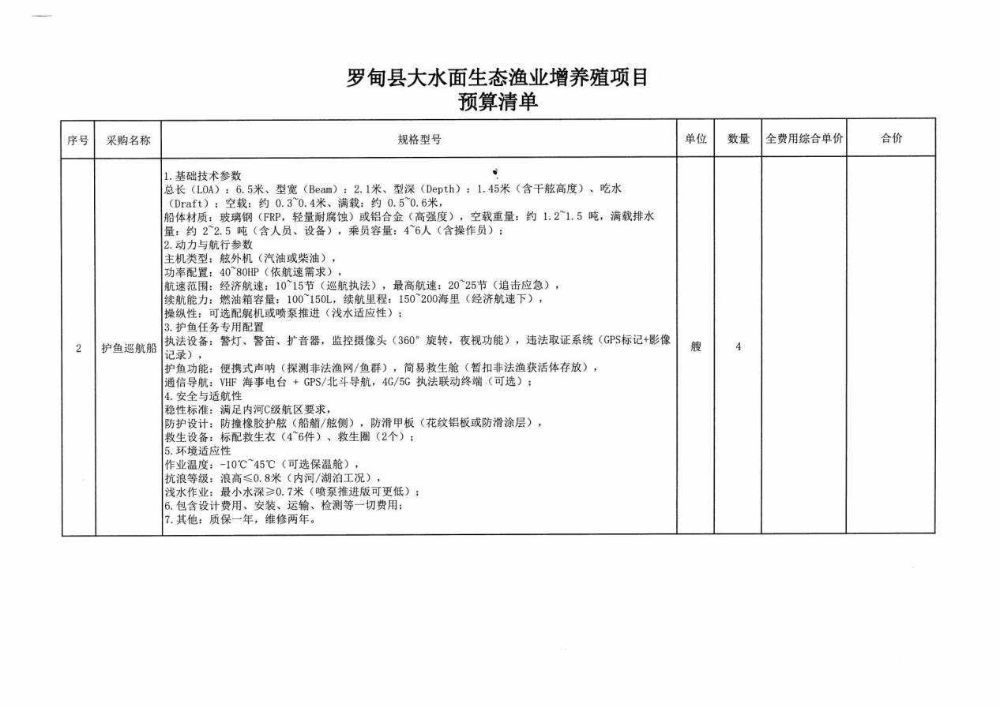 罗甸县大水面生态渔业增养殖项目
预算清单
序号 采购名称 规格型号 单位 数量 全费用综合单价 合价
1.基础技术参数
总长（LOA）：6.5米、型宽（Beam）：2.1米、型深（Depth）：1.45米（含干舷高度）、吃水
（Draft）：空载：约 0.3~0.4米、满载：约 0.5~0.6米，
船体材质：玻璃钢（FRP，轻量耐腐蚀）或铝合金（高强度），空载重量：约 1.2~1.5 吨，满载排水
量：约 2~2.5 吨（含人员、设备），乘员容量：4~6人（含操作员）；
2.动力与航行参数
主机类型：舷外机（汽油或柴油），
功率配置：40~80HP（依航速需求），
航速范围：经济航速：10~15节（巡航执法），最高航速：20~25节（追击应急），
续航能力：燃油箱容量：100~150L，续航里程：150~200海里（经济航速下），
操纵性：可选配艉机或喷泵推进（浅水适应性）；
3.护鱼任务专用配置
2 护鱼巡航船 执法设备：警灯、警笛、扩音器，监控摄像头（360°旋转，夜视功能），违法取证系统（GPS标记+影像 艘 4
记录），
护鱼功能：便携式声呐（探测非法渔网/鱼群），简易救生舱（暂扣非法渔获活体存放），
通信导航：VHF 海事电台 + GPS/北斗导航，4G/5G 执法联动终端（可选）；
4.安全与适航性
稳性标准：满足内河C级航区要求，
防护设计：防撞橡胶护舷（船艏/舷侧），防滑甲板（花纹铝板或防滑涂层），
救生设备：标配救生衣（4~6件）、救生圈（2个）；
5.环境适应性
作业温度：-10℃~45℃（可选保温舱），
抗浪等级：浪高≤0.8米（内河/湖泊工况），
浅水作业：最小水深≥0.7米（喷泵推进版可更低）；
6.包含设计费用、安装、运输、检测等一切费用；
7.其他：质保一年，维修两年。